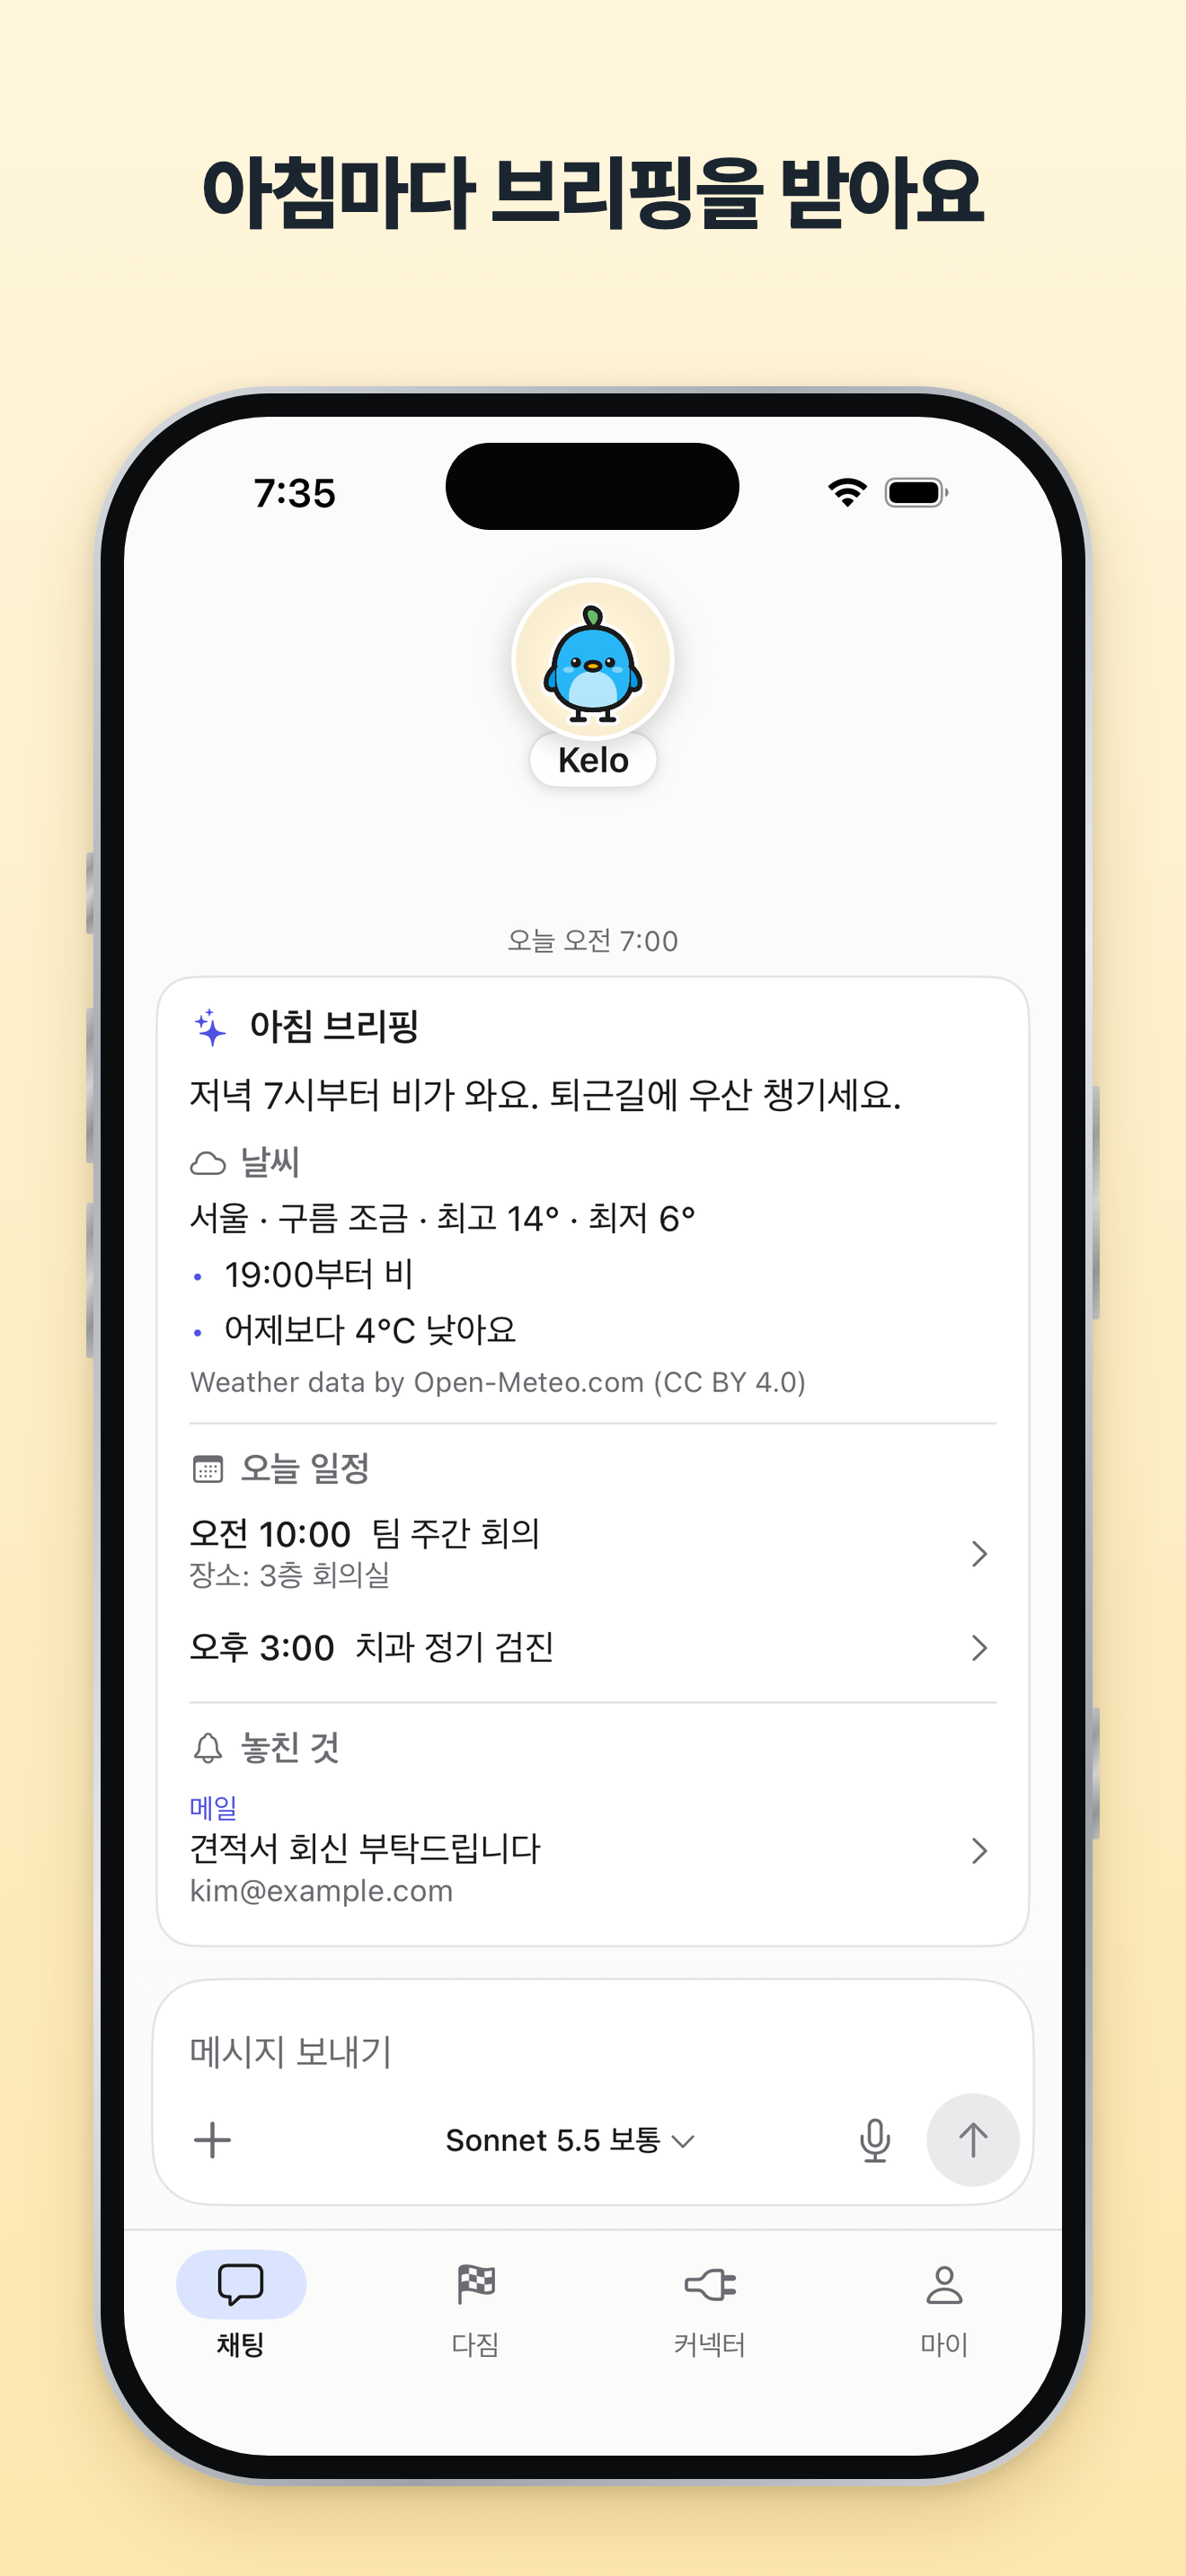 아침마다 브리핑을 받아요
7:35
Kelo
오늘 오전 7:00
아침 브리핑
저녁 7시부터 비가 와요. 퇴근길에 우산 챙기세요.
날씨
서울 · 구름 조금 · 최고 14° · 최저 6°
• 19:00부터 비
• 어제보다 4°C 낮아요
Weather data by Open-Meteo.com (CC BY 4.0)
오늘 일정
오전 10:00 팀 주간 회의
장소: 3층 회의실
오후 3:00 치과 정기 검진
놓친 것
메일
견적서 회신 부탁드립니다
kim@example.com
메시지 보내기
Sonnet 5.5 보통
채팅 다짐 커넥터 마이